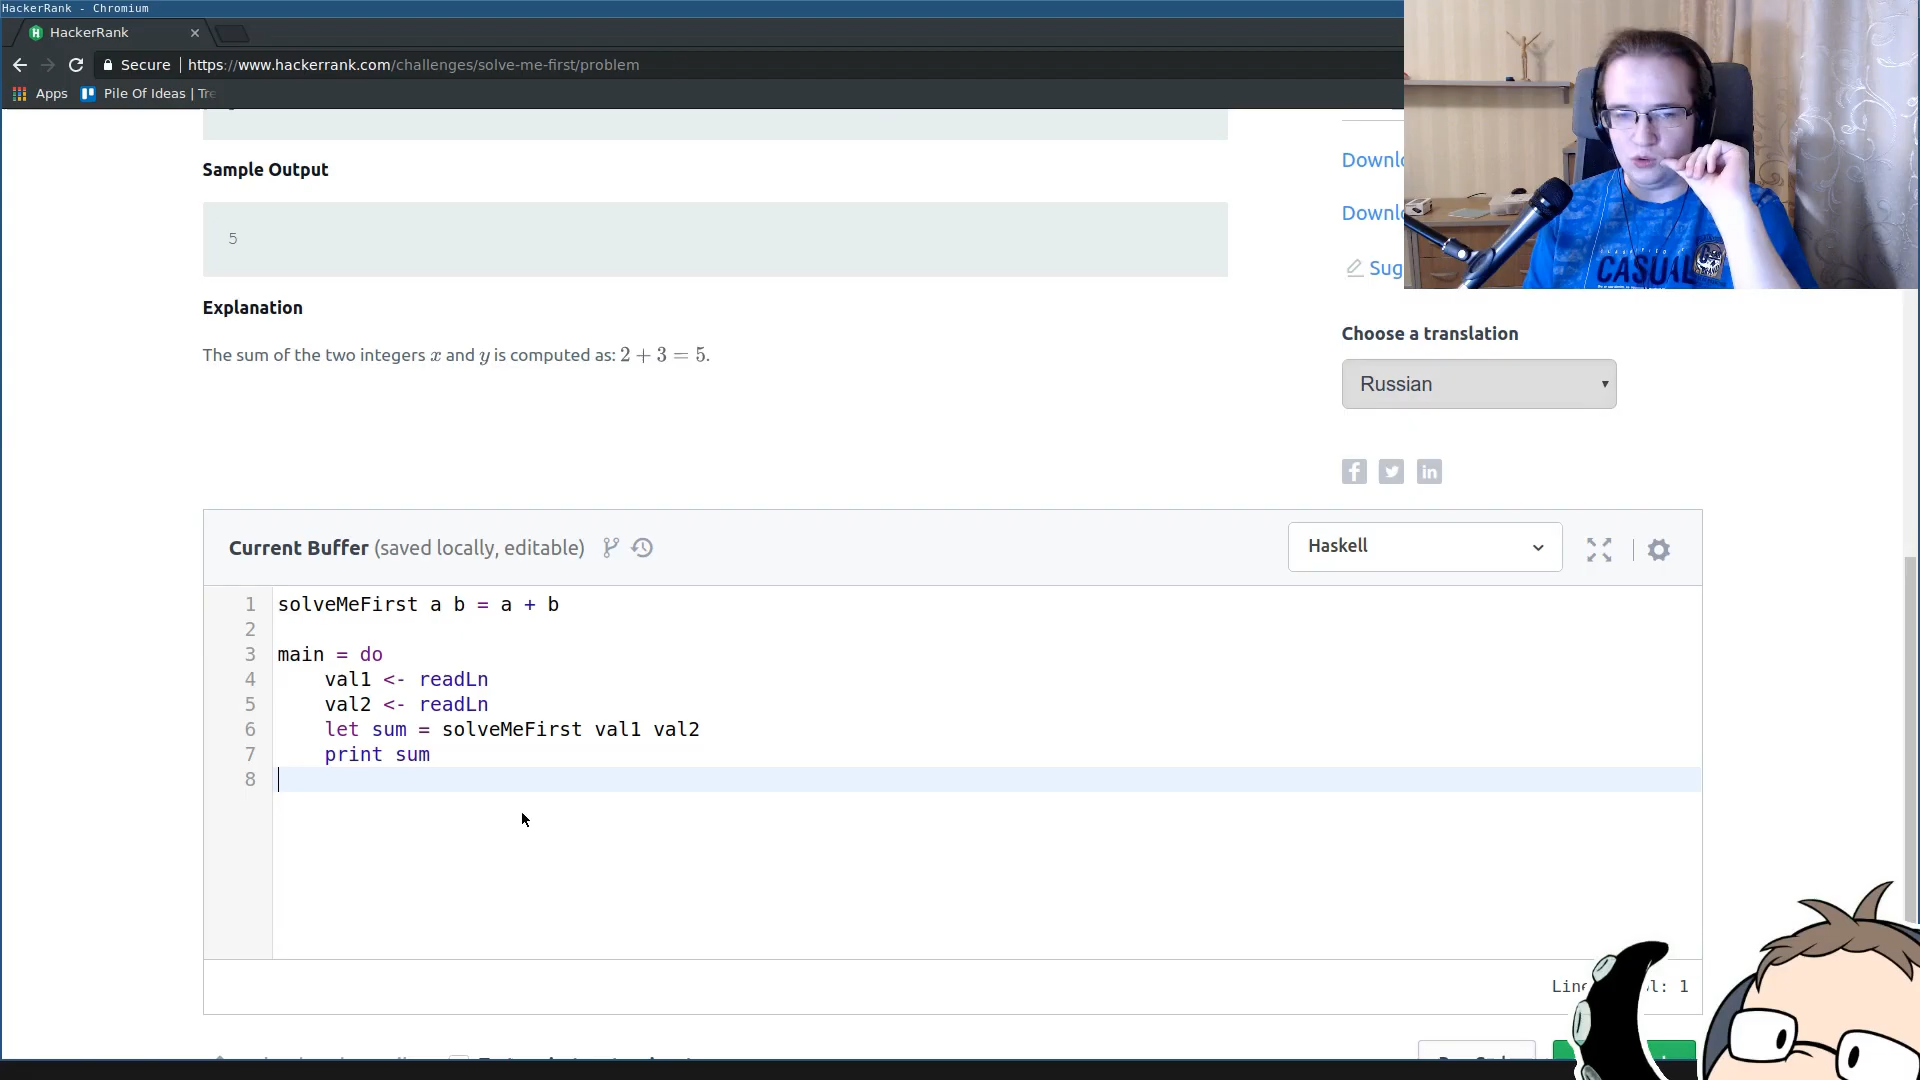 HackerRank - Chromium
HackerRank
Secure | https://www.hackerrank.com/challenges/solve-me-first/problem
Apps
Pile Of Ideas | Tre
Sample Output
5
Explanation
The sum of the two integers x and y is computed as: 2 + 3 = 5.
CASUAL
Choose a translation
Russian
Current Buffer (saved locally, editable)
Haskell
1 solveMeFirst a b = a + b
2
3 main = do
4 val1 <- readLn
5 val2 <- readLn
6 let sum = solveMeFirst val1 val2
7 print sum
8